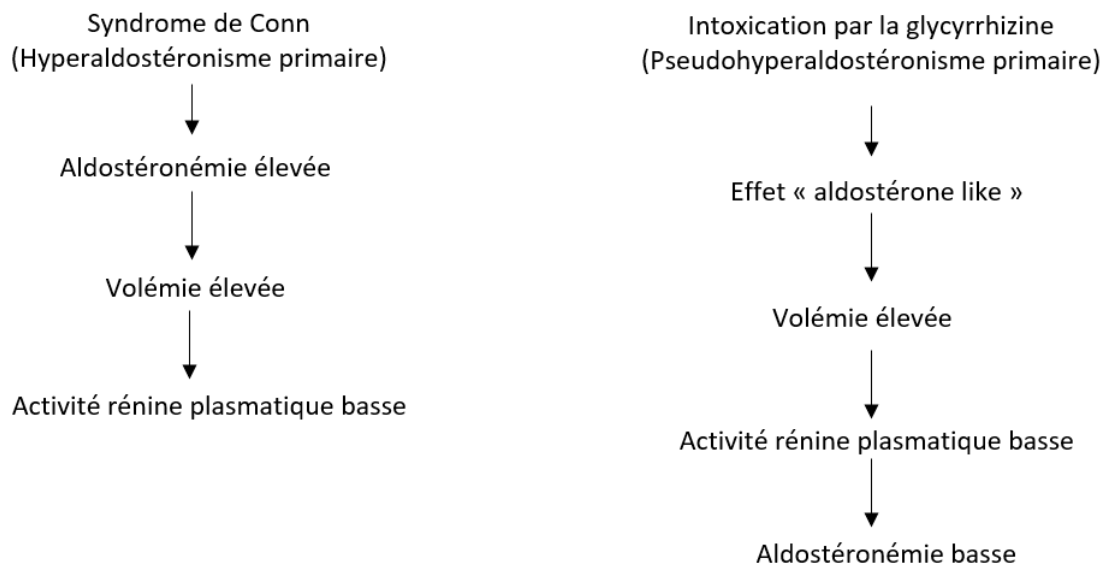 Syndrome de Conn
(Hyperaldostéronisme primaire)
Aldostéronémie élevée
Volémie élevée
Activité rénine plasmatique basse
Intoxication par la glycyrrhizine
(Pseudohyperaldostéronisme primaire)
Effet « aldostérone like »
Volémie élevée
Activité rénine plasmatique basse
Aldostéronémie basse